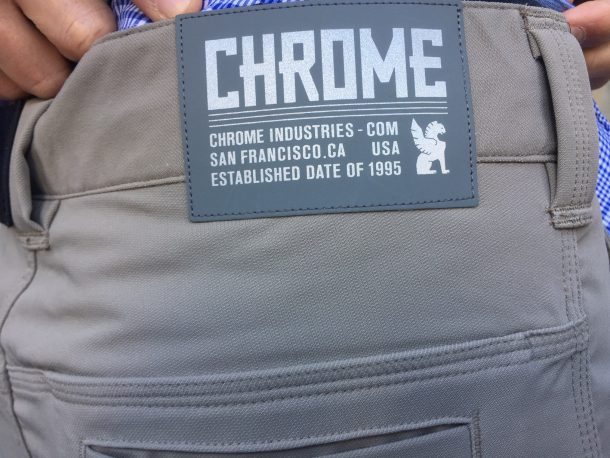 CHROME
CHROME INDUSTRIES - COM
SAN FRANCISCO.CA USA
ESTABLISHED DATE OF 1995